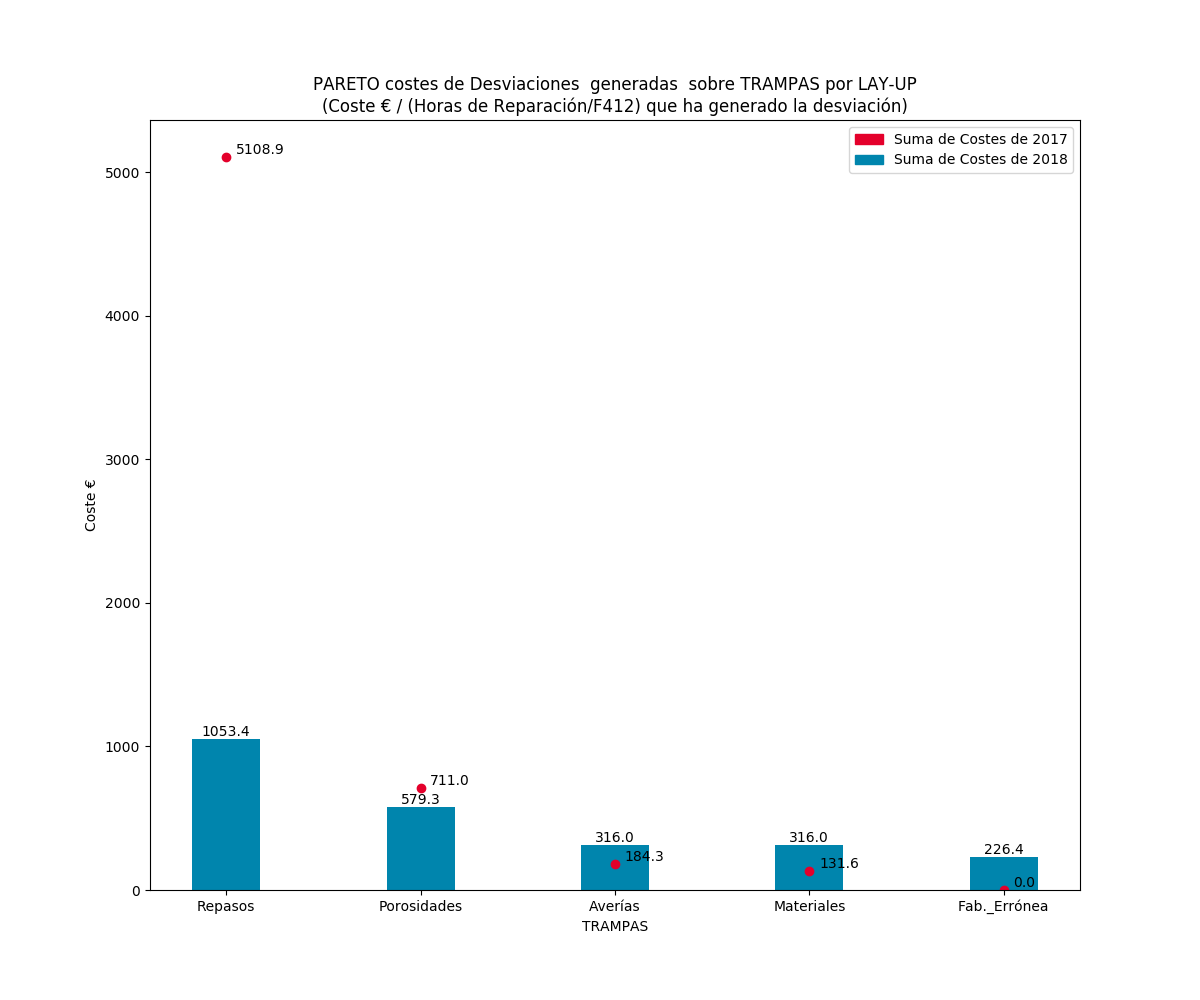 PARETO costes de Desviaciones  generadas  sobre TRAMPAS por LAY-UP
(Coste € / (Horas de Reparación/F412) que ha generado la desviación)
Suma de Costes de 2017
Suma de Costes de 2018
5108.9
5000
4000
3000
Coste €
2000
1053.4
1000
711.0
579.3
316.0
316.0
184.3
131.6
226.4
0.0
0
Repasos
Porosidades
Averías
Materiales
Fab._Errónea
TRAMPAS